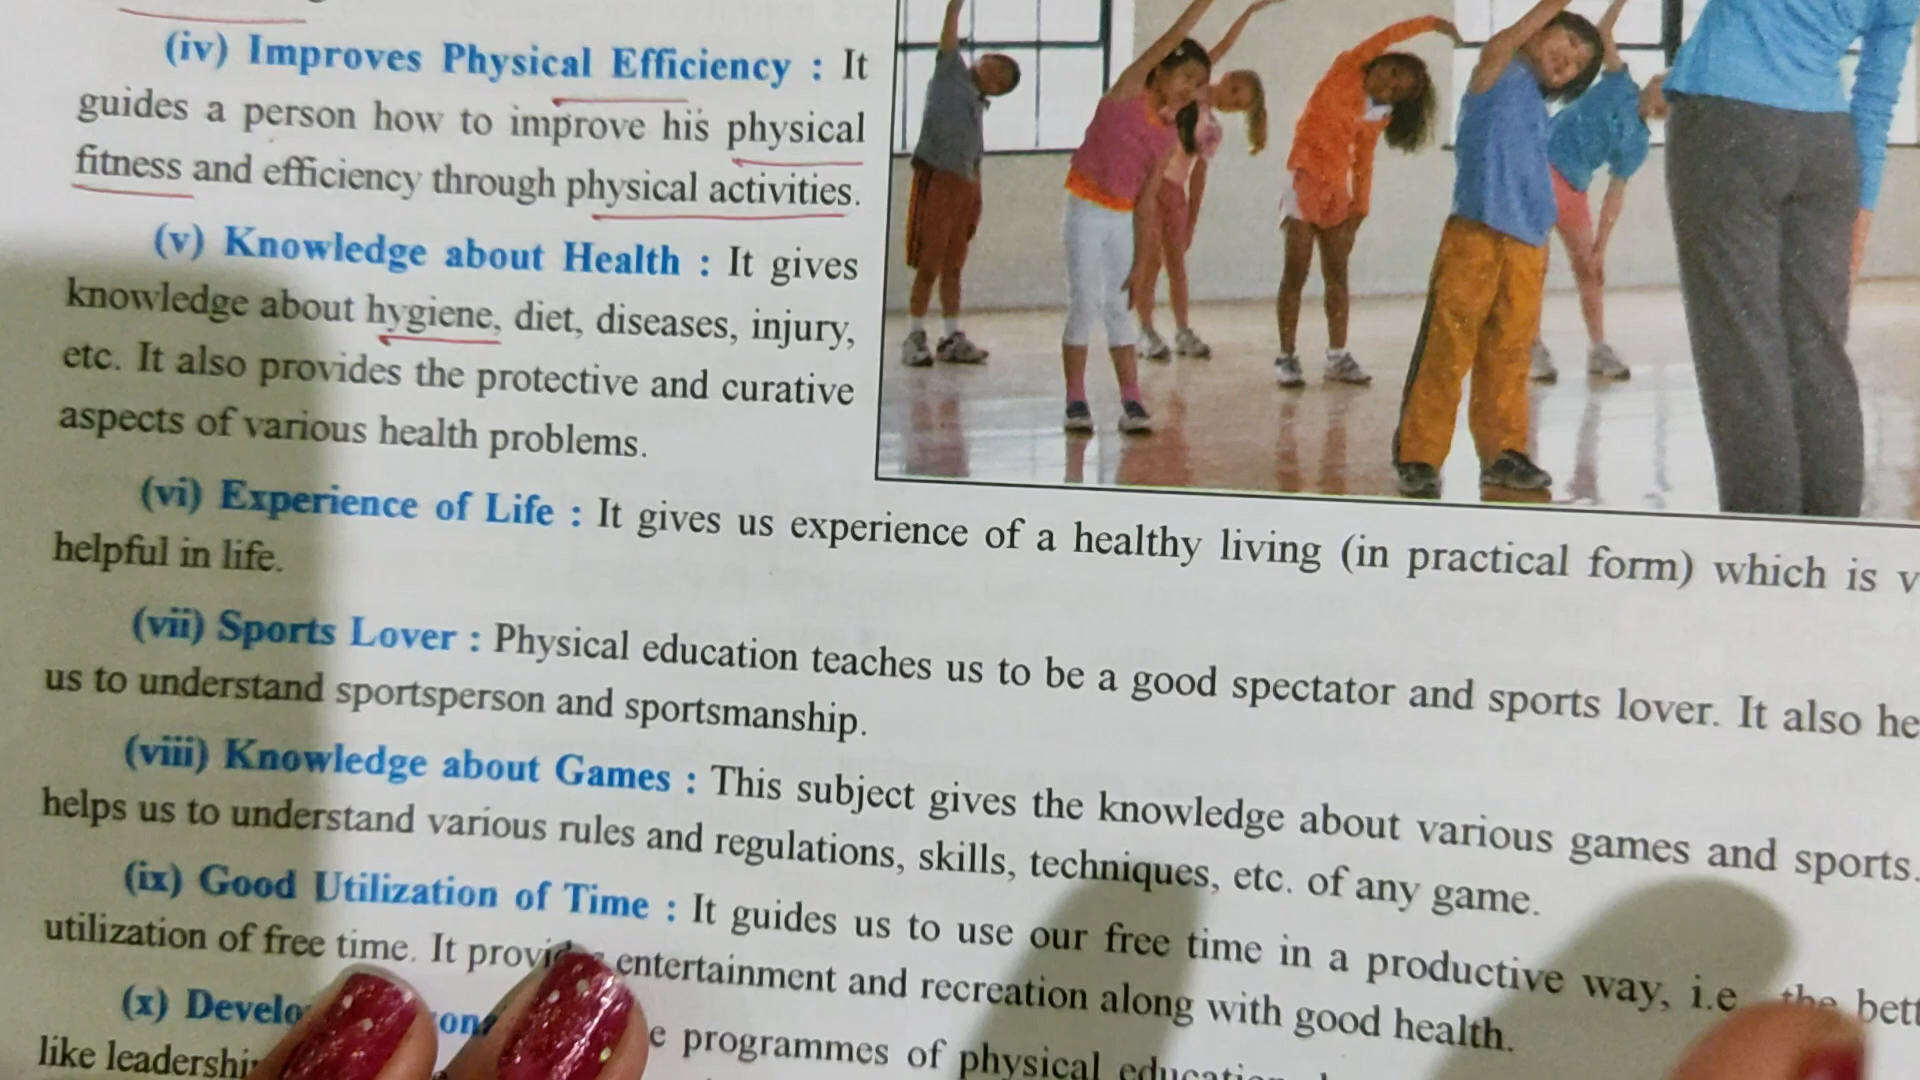 (iv) Improves Physical Efficiency : It
guides a person how to improve his physical
fitness and efficiency through physical activities.
(v) Knowledge about Health : It gives
knowledge about hygiene, diet, diseases, injury,
etc. It also provides the protective and curative
aspects of various health problems.
(vi) Experience of Life : It gives us experience of a healthy living (in practical form) which is
helpful in life.
(vii) Sports Lover : Physical education teaches us to be a good spectator and sports lover. It also
us to understand sportsperson and sportsmanship.
(viii) Knowledge about Games : This subject gives the knowledge about various games and sports.
helps us to understand various rules and regulations, skills, techniques, etc. of any game.
(ix) Good Utilization of Time : It guides us to use our free time in a productive way, i.e. the
utilization of free time. It provides entertainment and recreation along with good health.
(x) programmes of physical
like